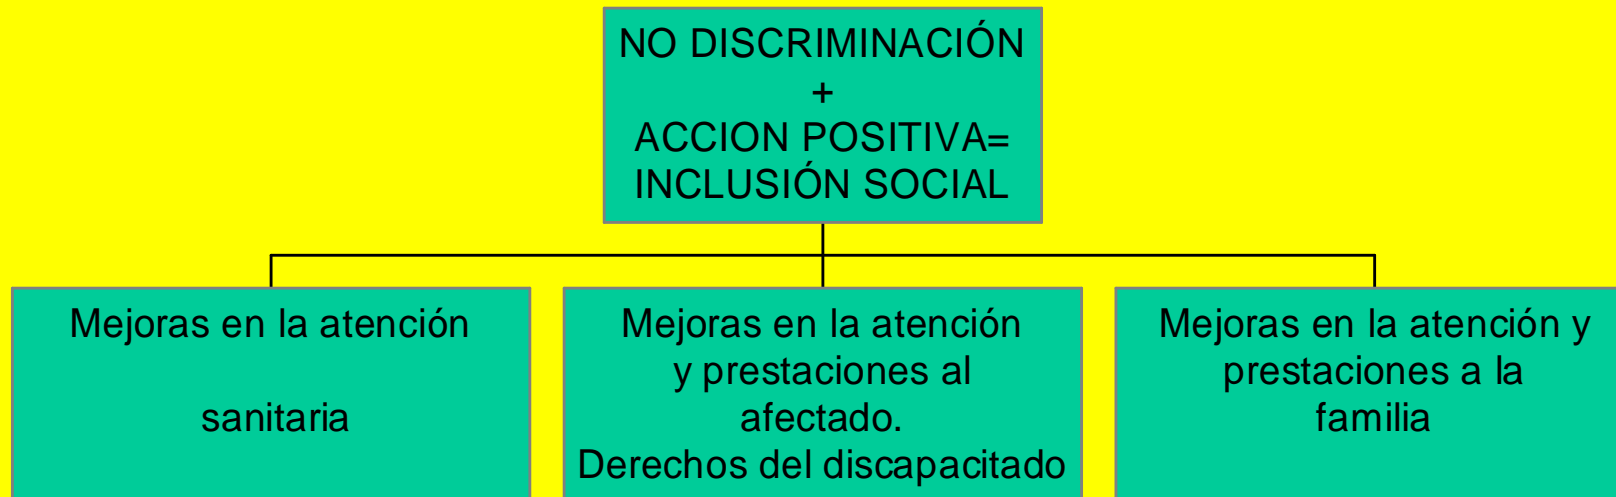 NO DISCRIMINACIÓN
+
ACCION POSITIVA=
INCLUSIÓN SOCIAL
Mejoras en la atención
sanitaria
Mejoras en la atención
y prestaciones al
afectado.
Derechos del discapacitado
Mejoras en la atención y
prestaciones a la
familia